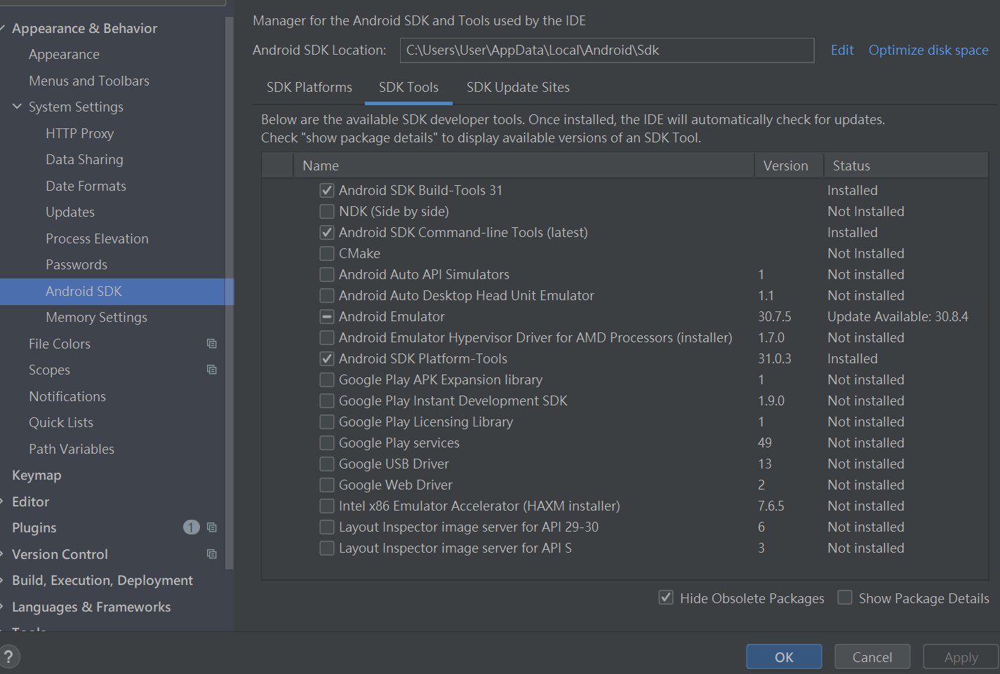 Appearance & Behavior
Appearance
Menus and Toolbars
System Settings
HTTP Proxy
Data Sharing
Date Formats
Updates
Process Elevation
Passwords
Android SDK
Memory Settings
File Colors
Scopes
Notifications
Quick Lists
Path Variables
Keymap
Editor
Plugins 1
Version Control
Build, Execution, Deployment
Languages & Frameworks
Tools
?
Manager for the Android SDK and Tools used by the IDE
Android SDK Location: C:\Users\User\AppData\Local\Android\Sdk Edit Optimize disk space
SDK Platforms SDK Tools SDK Update Sites
Below are the available SDK developer tools. Once installed, the IDE will automatically check for updates.
Check "show package details" to display available versions of an SDK Tool.
Name Version Status
Android SDK Build-Tools 31 Installed
NDK (Side by side) Not Installed
Android SDK Command-line Tools (latest) Installed
CMake Not Installed
Android Auto API Simulators 1 Not installed
Android Auto Desktop Head Unit Emulator 1.1 Not installed
Android Emulator 30.7.5 Update Available: 30.8.4
Android Emulator Hypervisor Driver for AMD Processors (installer) 1.7.0 Not installed
Android SDK Platform-Tools 31.0.3 Installed
Google Play APK Expansion library 1 Not installed
Google Play Instant Development SDK 1.9.0 Not installed
Google Play Licensing Library 1 Not installed
Google Play services 49 Not installed
Google USB Driver 13 Not installed
Google Web Driver 2 Not installed
Intel x86 Emulator Accelerator (HAXM installer) 7.6.5 Not installed
Layout Inspector image server for API 29-30 6 Not installed
Layout Inspector image server for API S 3 Not installed
Hide Obsolete Packages Show Package Details
OK Cancel Apply